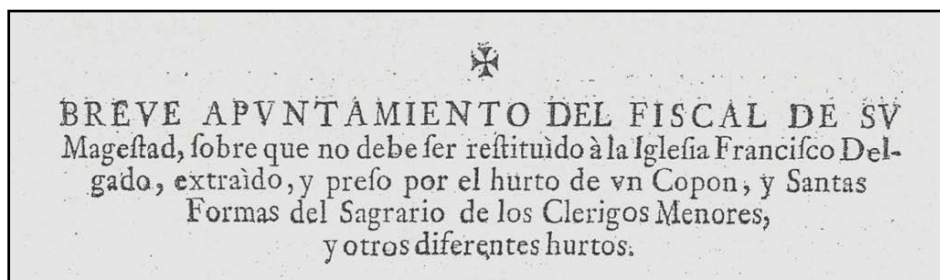 ✠
BREVE APVNTAMIENTO DEL FISCAL DE SV
Mageſtad, ſobre que no debe ſer reſtituìdo à la Igleſia Franciſco Del-
gado, extraìdo, y preſo por el hurto de vn Copon, y Santas
Formas del Sagrario de los Clerigos Menores,
y otros diferentes hurtos.